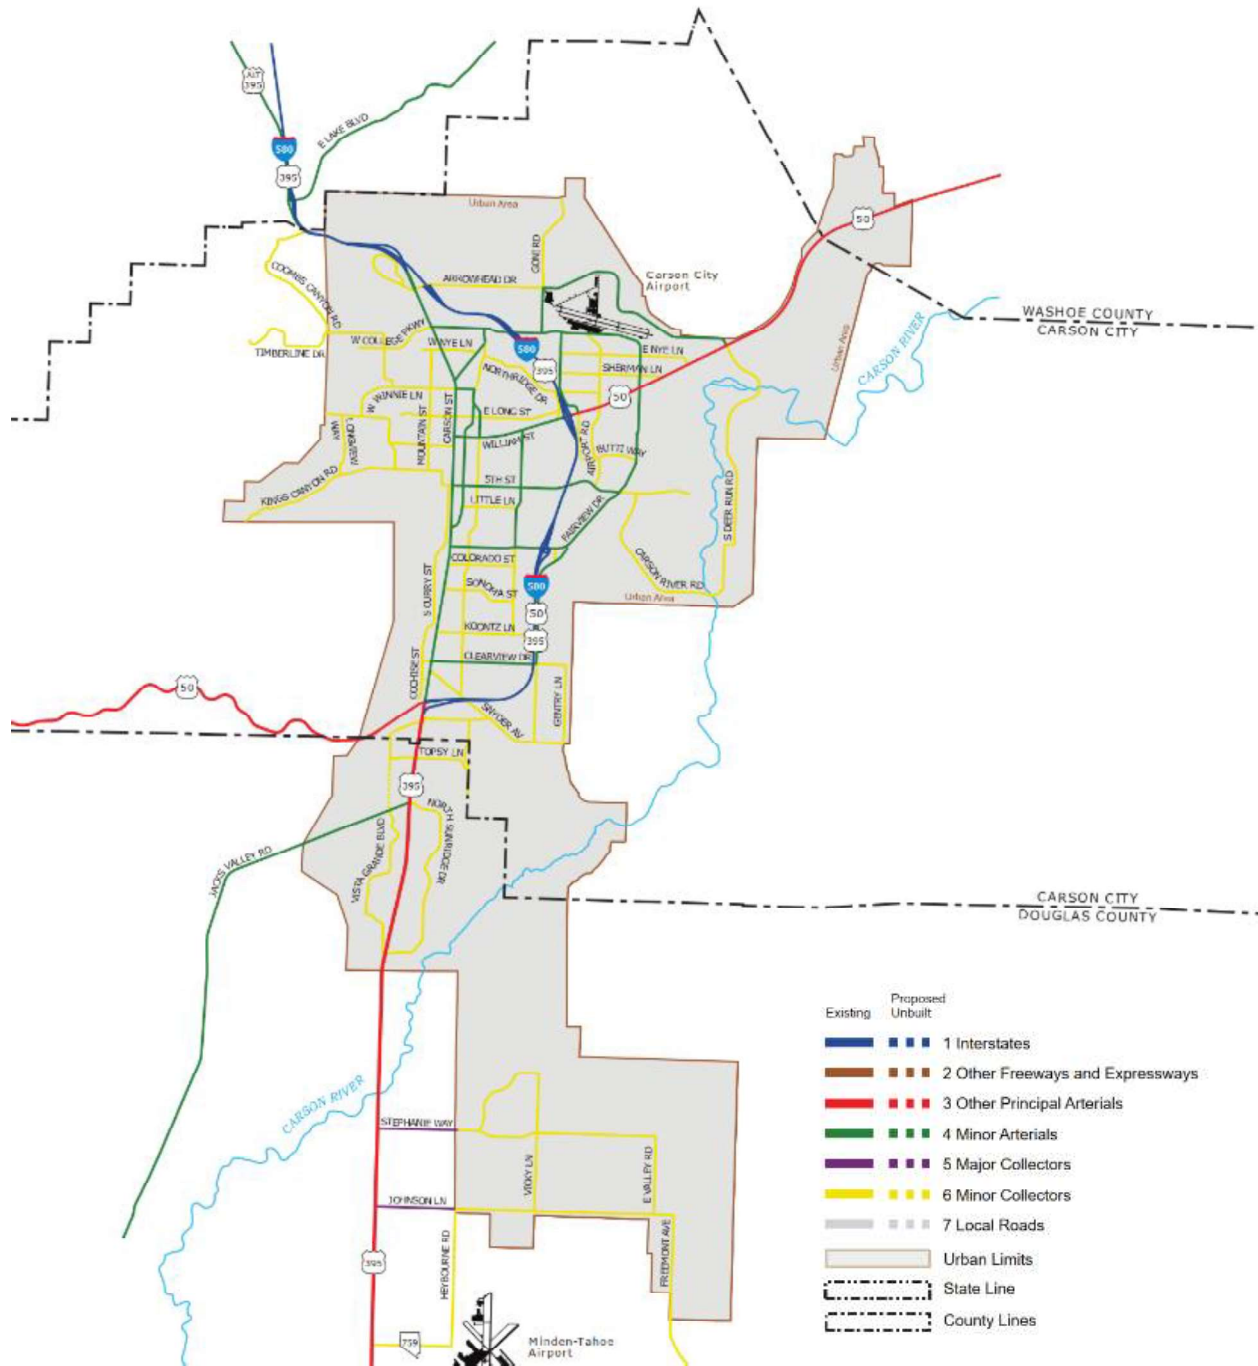 ALT
395
580
395
E LAKE BLVD
Urban Area
50
GONI RD
COOMBS CANYON RD
ARROWHEAD DR
Carson City
Airport
WASHOE COUNTY
CARSON CITY
CARSON RIVER
Urban Area
W COLLEGE PKWY
W NYE LN
580
E NYE LN
TIMBERLINE DR
NORTHRIDGE DR
395
SHERMAN LN
50
W WINNIE LN
E LONG ST
LONGVIEW
WAY
MOUNTAIN ST
CARSON ST
WILLIAM ST
AIRPORT RD
BUTTI WAY
KINGS CANYON RD
5TH ST
LITTLE LN
FAIRVIEW DR
S DEER RUN RD
COLORADO ST
CARSON RIVER RD
S CURRY ST
SONOMA ST
580
Urban Area
50
KOONTZ LN
395
CLEARVIEW DR
COCHISE ST
GENTRY LN
50
SNYDER AV
TOPSY LN
395
NORTH SUNRIDGE DR
JACKS VALLEY RD
VISTA GRANDE BLVD
CARSON CITY
DOUGLAS COUNTY
CARSON RIVER
STEPHANIE WAY
VICKY LN
E VALLEY RD
JOHNSON LN
HEYBOURNE RD
FREEMONT AVE
395
759
Minden-Tahoe
Airport
Existing
Proposed
Unbuilt
1 Interstates
2 Other Freeways and Expressways
3 Other Principal Arterials
4 Minor Arterials
5 Major Collectors
6 Minor Collectors
7 Local Roads
Urban Limits
State Line
County Lines